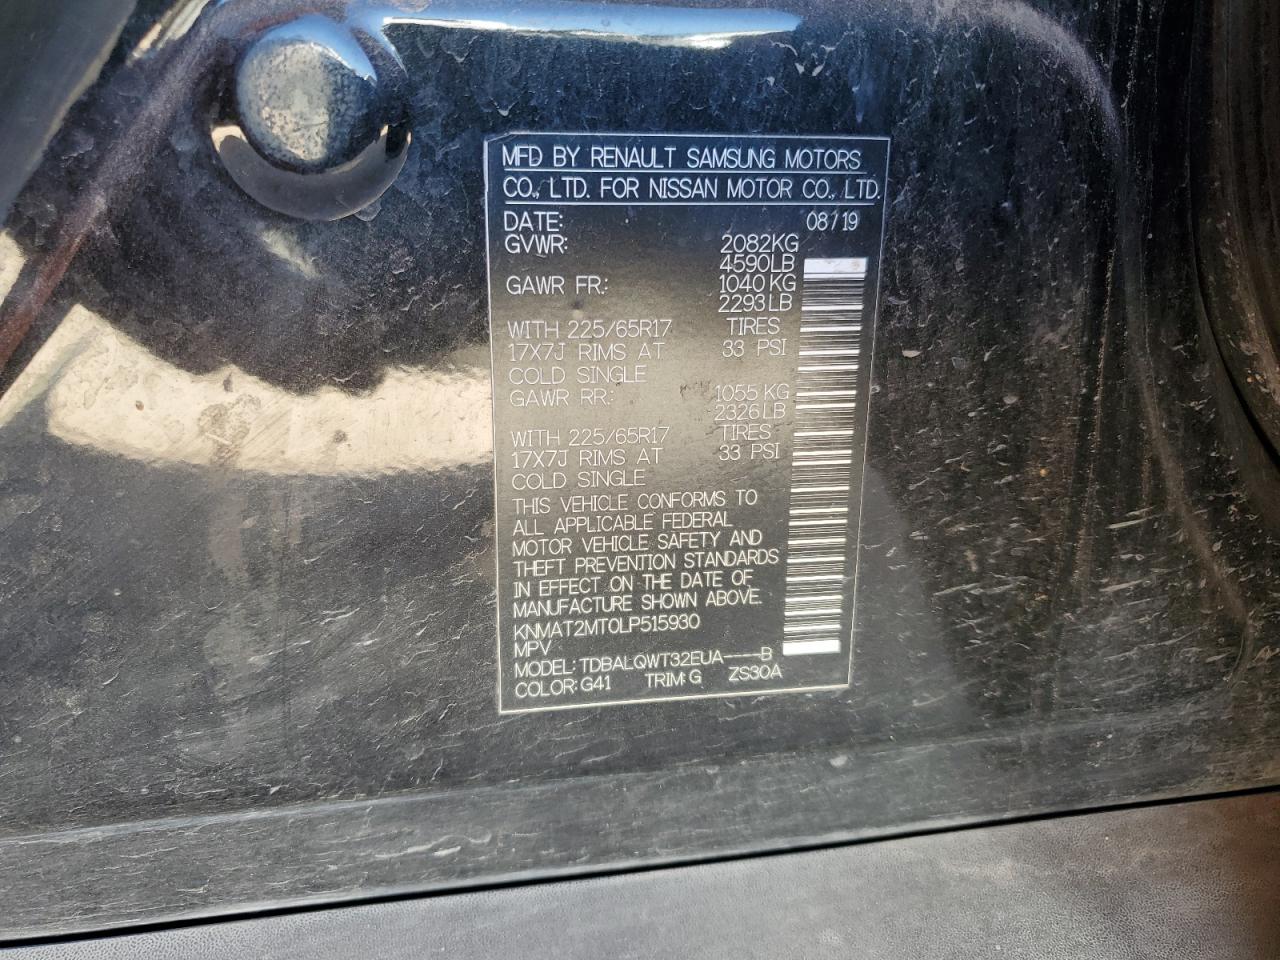 MFD BY RENAULT SAMSUNG MOTORS
CO., LTD. FOR NISSAN MOTOR CO., LTD.
DATE: 08/19
GVWR: 2082KG
4590LB
GAWR FR: 1040KG
2293LB
WITH 225/65R17 TIRES
17X7J RIMS AT 33 PSI
COLD SINGLE
GAWR RR: 1055KG
2326LB
WITH 225/65R17 TIRES
17X7J RIMS AT 33 PSI
COLD SINGLE
THIS VEHICLE CONFORMS TO
ALL APPLICABLE FEDERAL
MOTOR VEHICLE SAFETY AND
THEFT PREVENTION STANDARDS
IN EFFECT ON THE DATE OF
MANUFACTURE SHOWN ABOVE.
KNMAT2MT0LP515930
MPV
MODEL: TDBALQWT32EUA----B
COLOR: G41 TRIM: G ZS30A